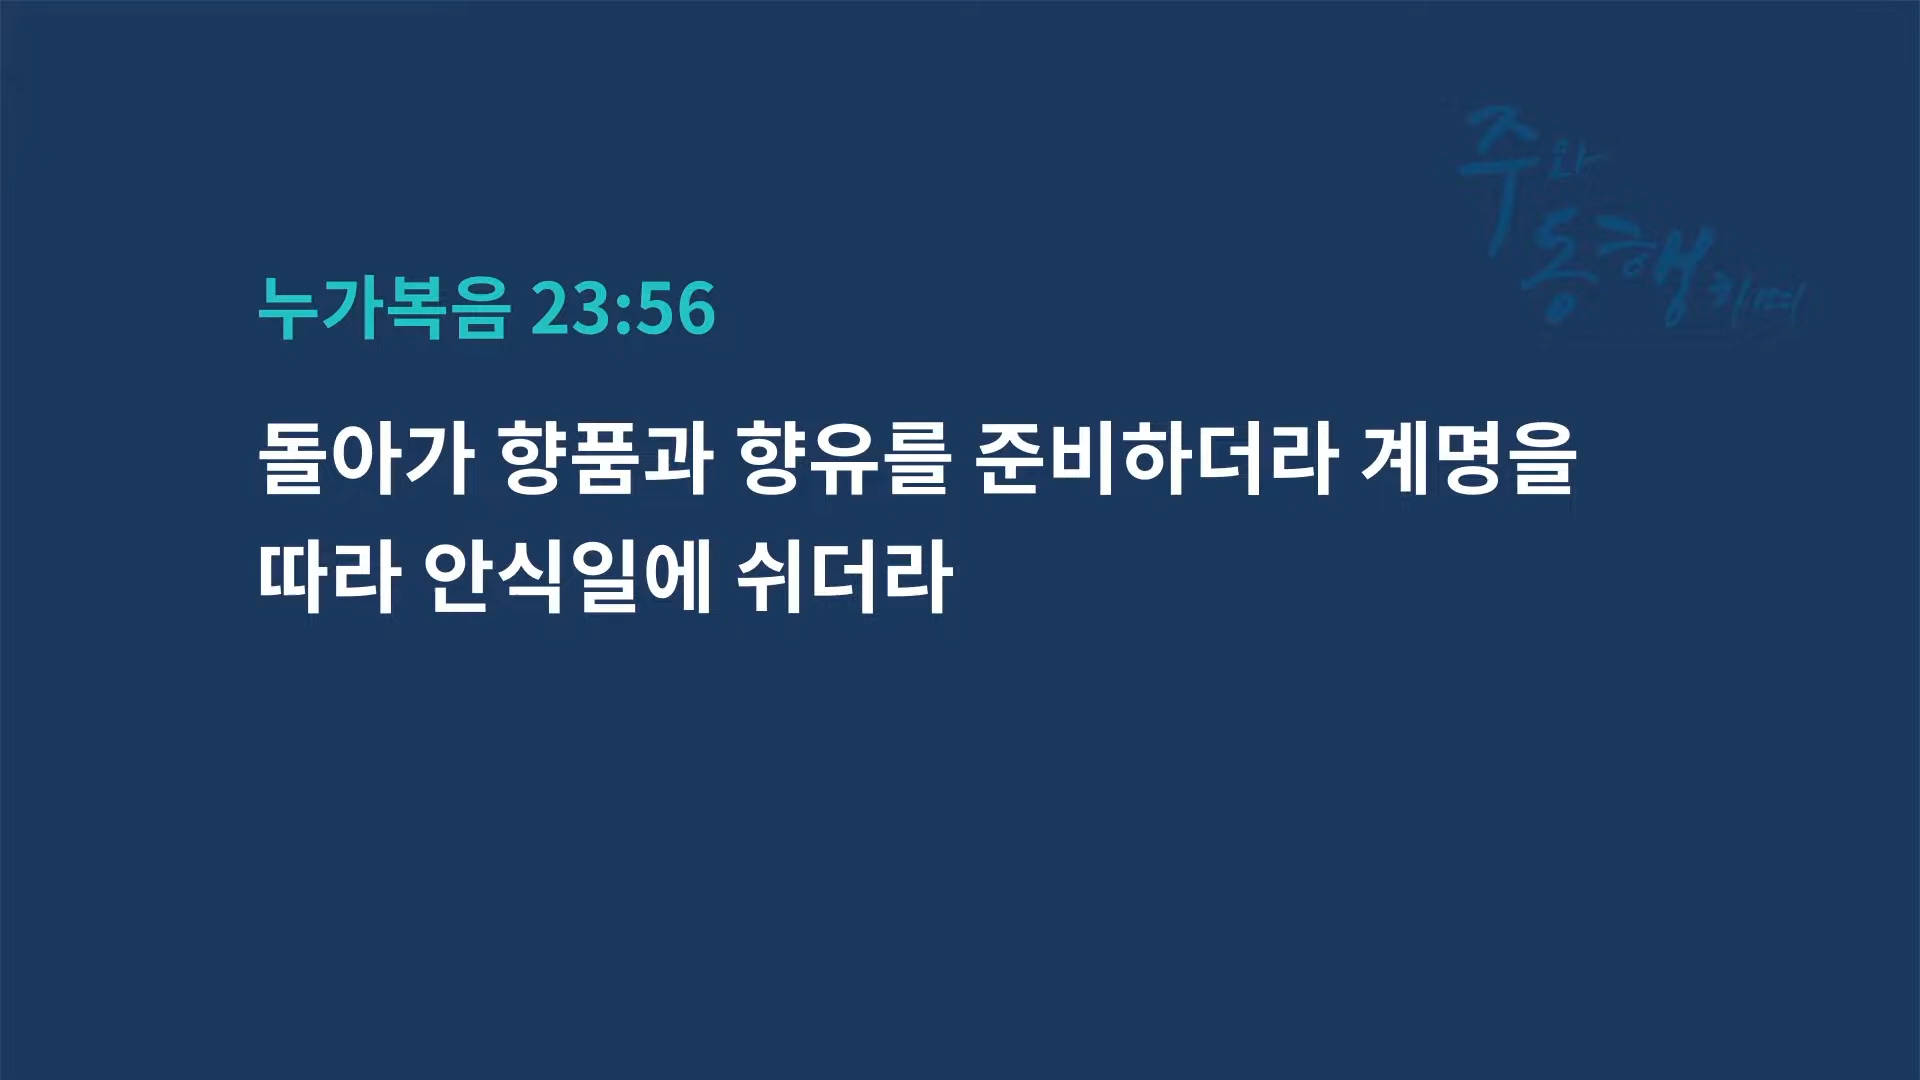 주와
동행하며
누가복음 23:56
돌아가 향품과 향유를 준비하더라 계명을
따라 안식일에 쉬더라